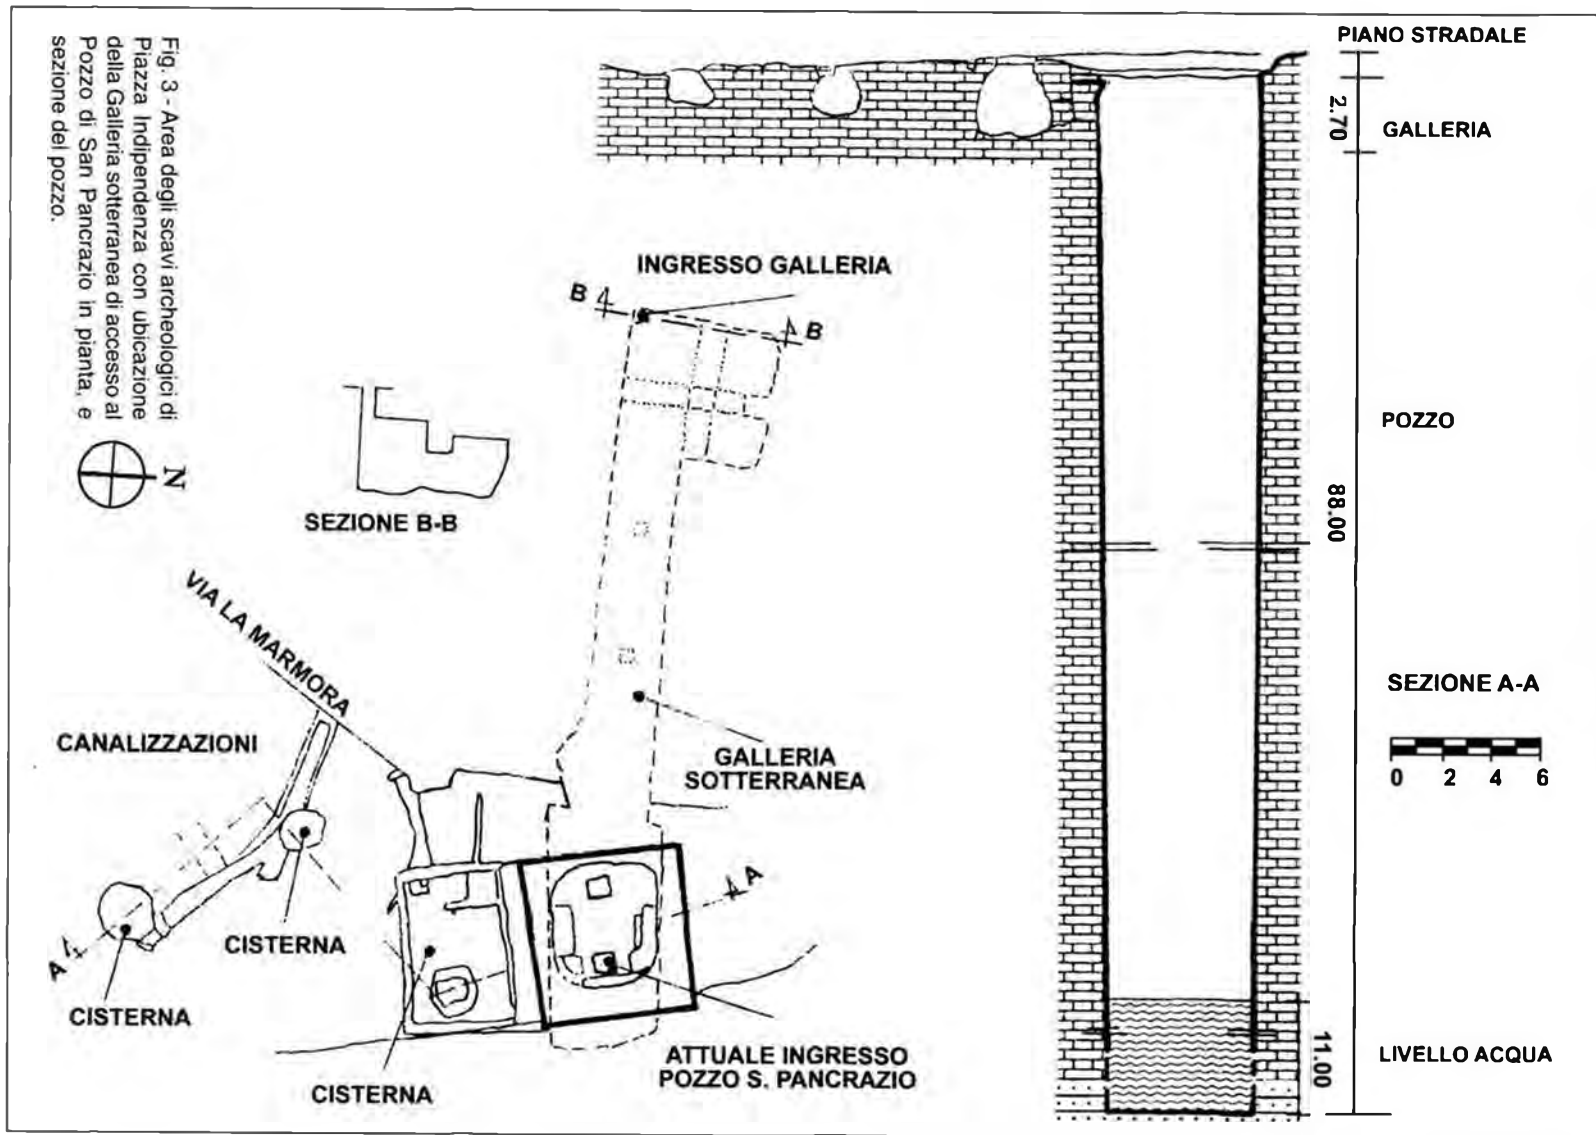 Fig. 3 - Area degli scavi archeologici di
Piazza Indipendenza con ubicazione
della Galleria sotterranea di accesso al
Pozzo di San Pancrazio in pianta, e
sezione del pozzo.
N
PIANO STRADALE
2.70
GALLERIA
POZZO
88.00
SEZIONE A-A
0 2 4 6
11.00
LIVELLO ACQUA
INGRESSO GALLERIA
B
B
SEZIONE B-B
VIA LA MARMORA
CANALIZZAZIONI
GALLERIA
SOTTERRANEA
A
A
CISTERNA
CISTERNA
CISTERNA
ATTUALE INGRESSO
POZZO S. PANCRAZIO